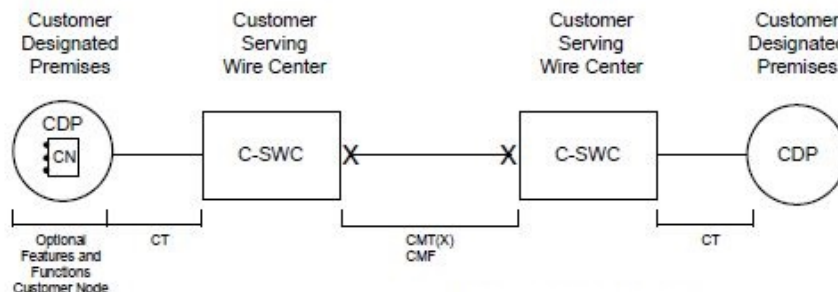 Customer
Designated
Premises
Customer
Serving
Wire Center
Customer
Serving
Wire Center
Customer
Designated
Premises
CDP
CN
C-SWC
X
X
C-SWC
CDP
Optional
Features and
Functions
Customer Node
CT
CMT(X)
CMF
CT